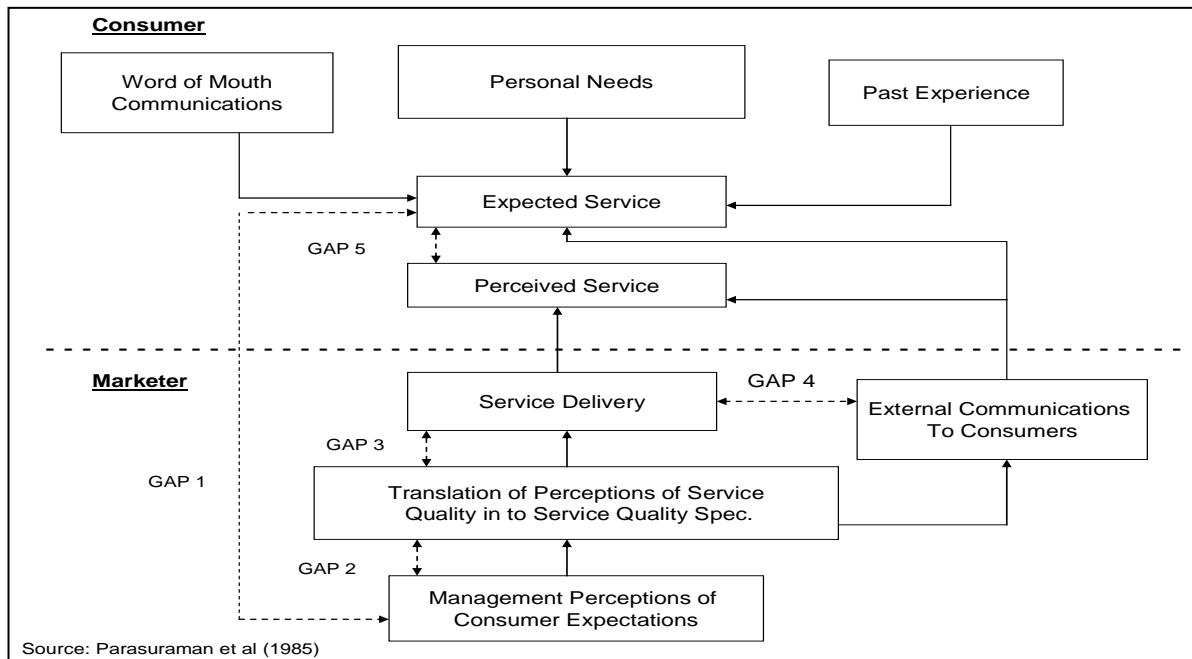 Consumer
Word of Mouth
Communications
Personal Needs
Past Experience
Expected Service
GAP 5
Perceived Service
Marketer
Service Delivery
GAP 4
External Communications
To Consumers
GAP 3
GAP 1
Translation of Perceptions of Service
Quality in to Service Quality Spec.
GAP 2
Management Perceptions of
Consumer Expectations
Source: Parasuraman et al (1985)